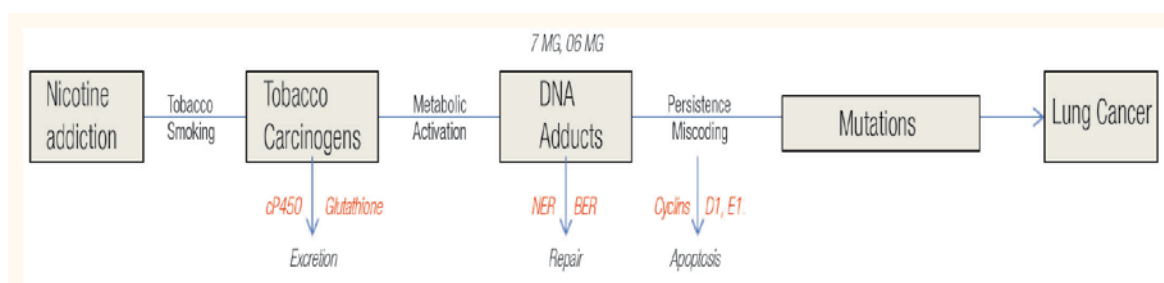 7 MG, 06 MG
Nicotine
addiction
Tobacco
Smoking
Tobacco
Carcinogens
Metabolic
Activation
DNA
Adducts
Persistence
Miscoding
Mutations
Lung Cancer
cP450 Glutathione
Excretion
NER BER
Repair
Cyclins D1, E1.
Apoptosis